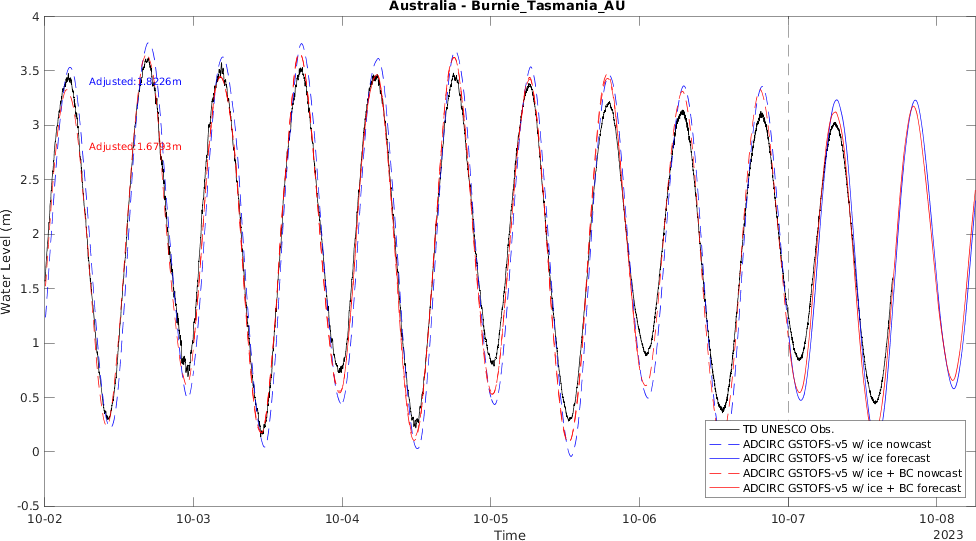 Australia - Burnie_Tasmania_AU
4
3.5
3
2.5
2
1.5
1
0.5
0
-0.5
Water Level (m)
Adjusted:1.8226m
Adjusted:1.6793m
TD UNESCO Obs.
ADCIRC GSTOFS-v5 w/ ice nowcast
ADCIRC GSTOFS-v5 w/ ice forecast
ADCIRC GSTOFS-v5 w/ ice + BC nowcast
ADCIRC GSTOFS-v5 w/ ice + BC forecast
10-02 10-03 10-04 10-05 10-06 10-07 10-08
Time
2023